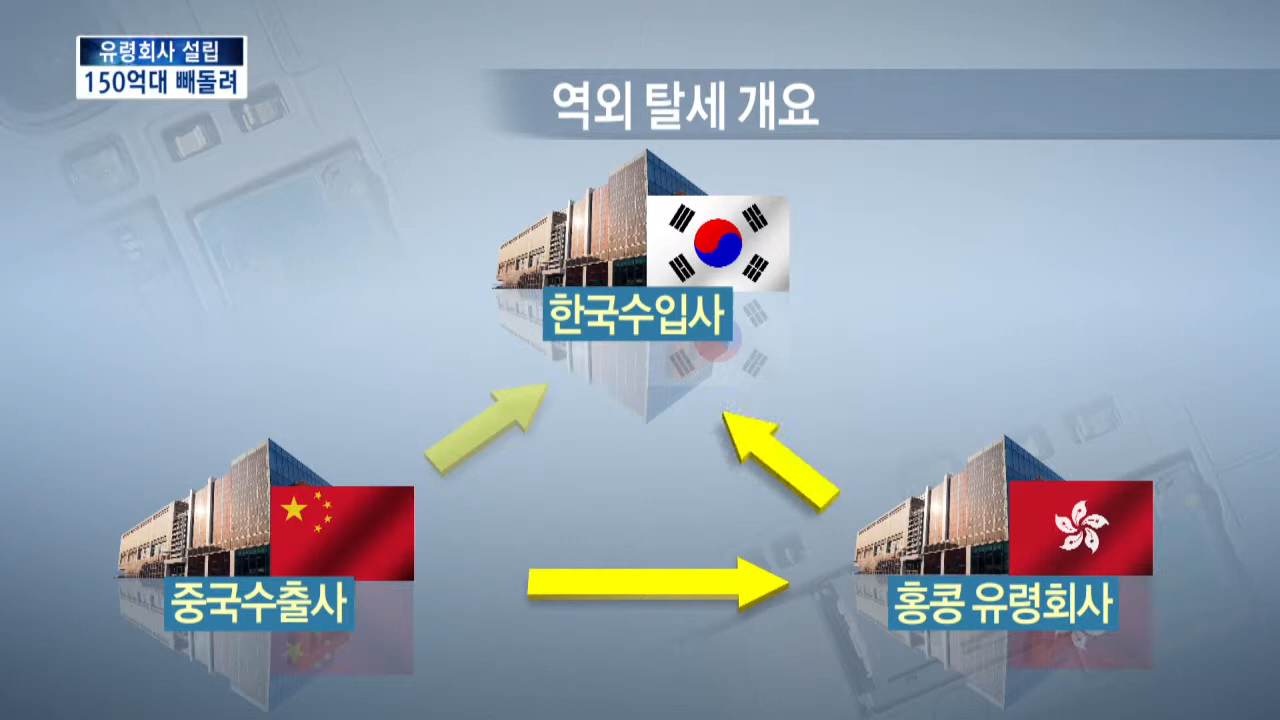 유령회사 설립
150억대 빼돌려
역외 탈세 개요
한국수입사
중국수출사
홍콩 유령회사